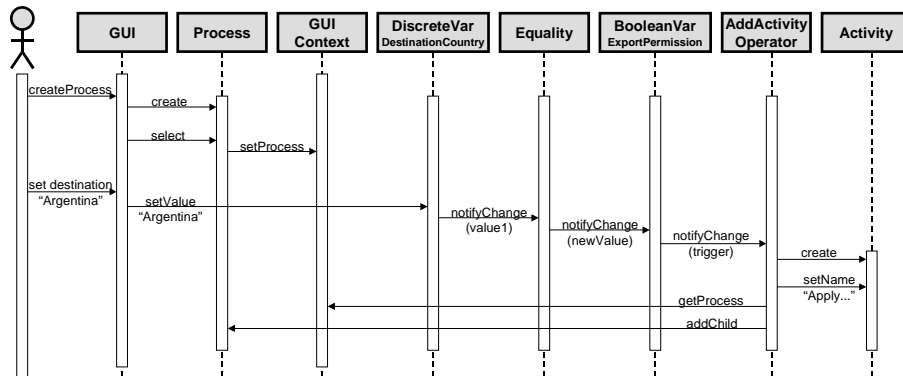 GUI
Process
GUI
Context
DiscreteVar
DestinationCountry
Equality
BooleanVar
ExportPermission
AddActivity
Operator
Activity
createProcess
create
select
setProcess
set destination
“Argentina”
setValue
“Argentina”
notifyChange
(value1)
notifyChange
(newValue)
notifyChange
(trigger)
create
setName
“Apply...”
getProcess
addChild